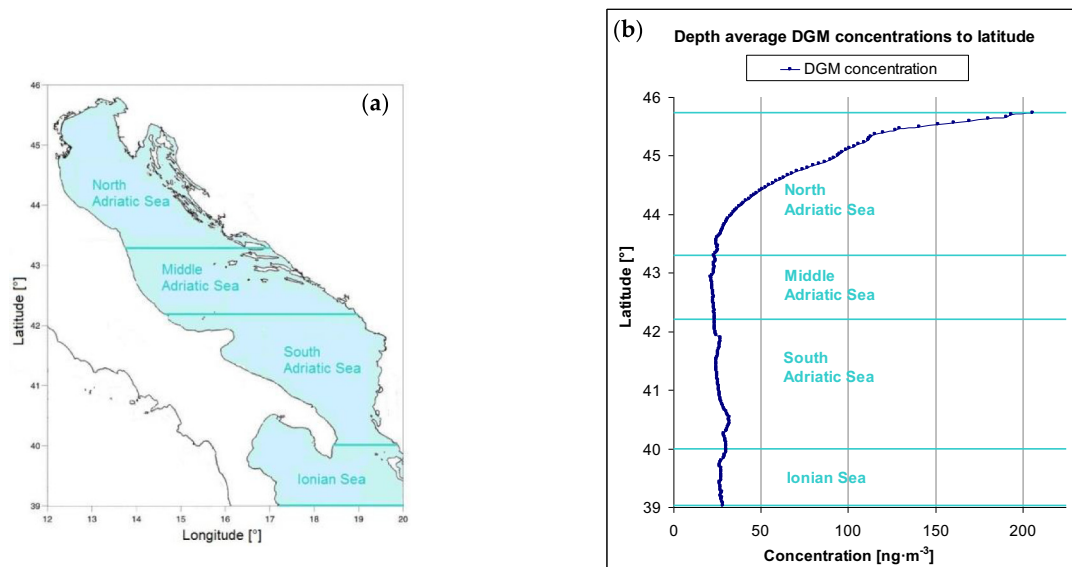 (a)
46
45
44
43
42
41
40
39
Latitude [°]
North
Adriatic Sea
Middle
Adriatic Sea
South
Adriatic Sea
Ionian Sea
12 13 14 15 16 17 18 19 20
Longitude [°]
(b)
Depth average DGM concentrations to latitude
DGM concentration
46
45
44
43
42
41
40
39
Latitude [°]
North
Adriatic Sea
Middle
Adriatic Sea
South
Adriatic Sea
Ionian Sea
0 50 100 150 200
Concentration [ng·m⁻³]